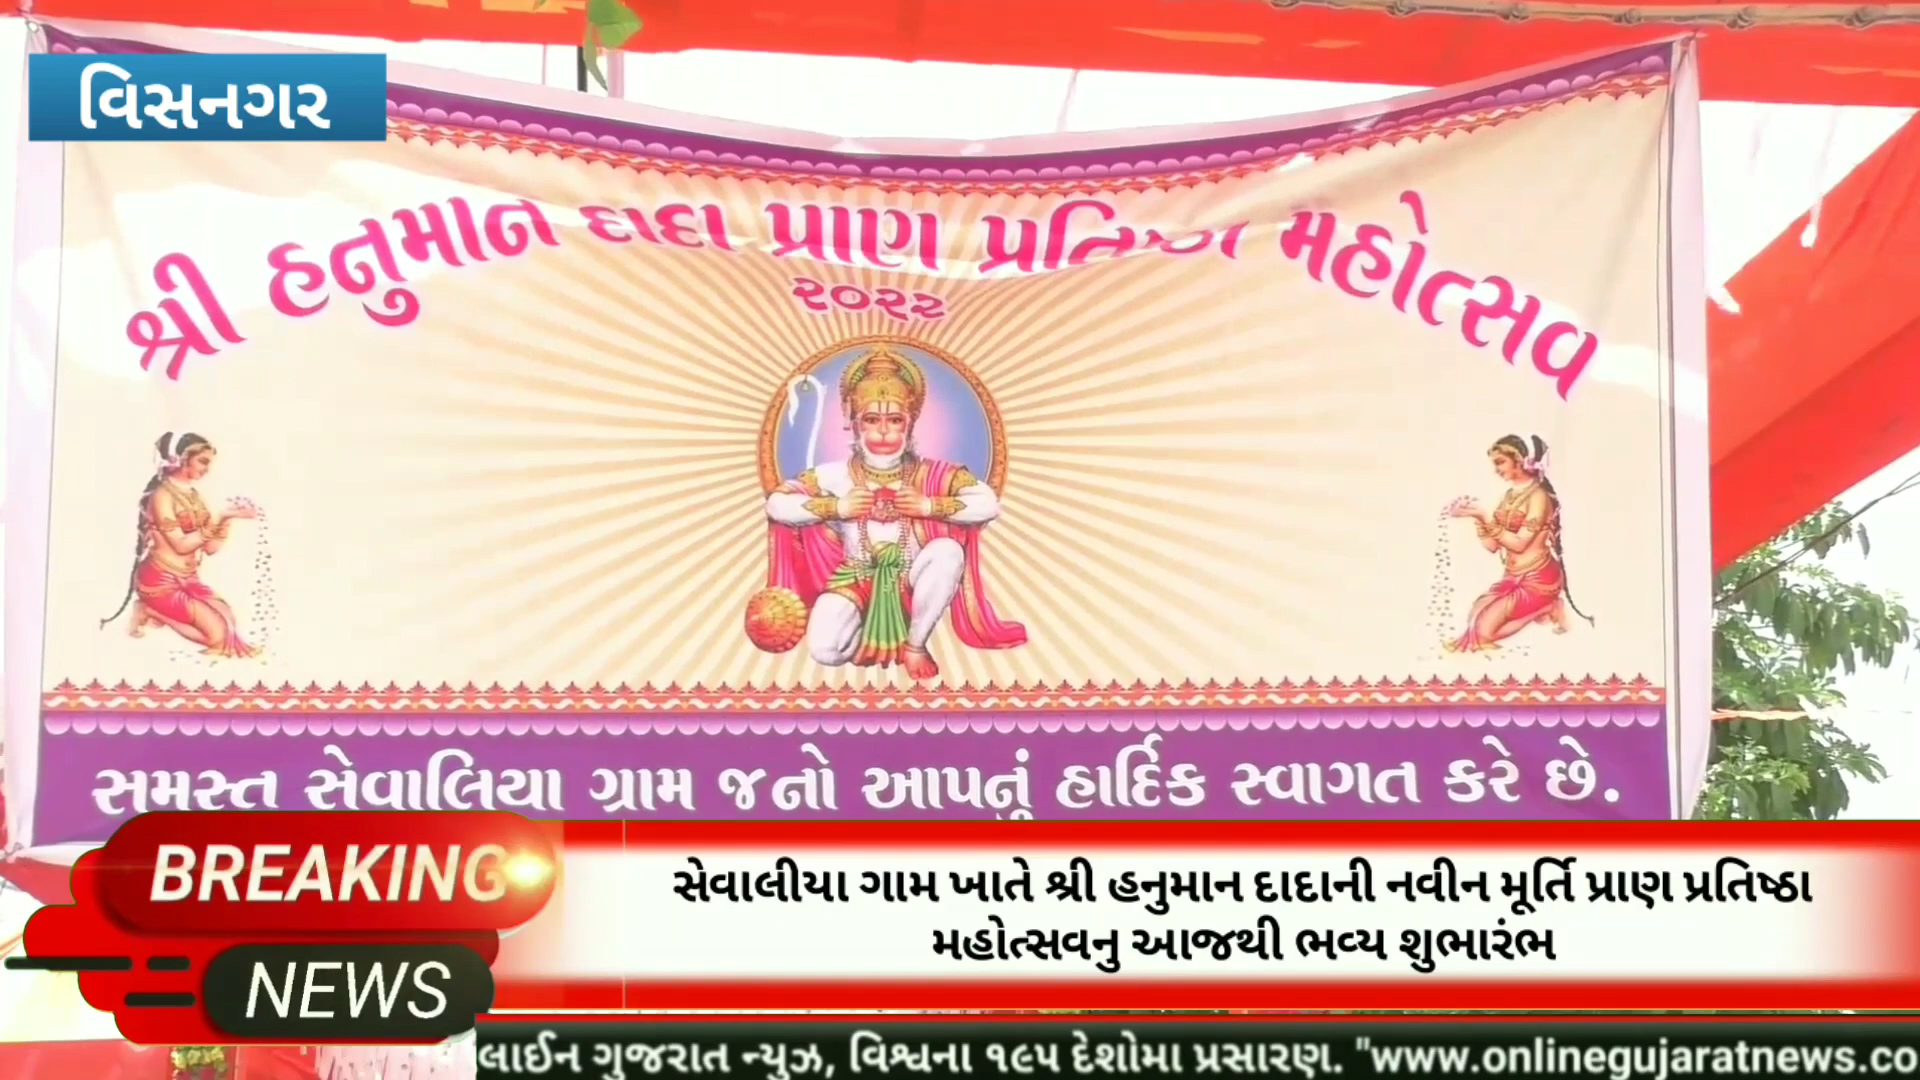 વિસનગર
શ્રી હનુમાન દાદા પ્રાણ પ્રતિષ્ઠા મહોત્સવ
૨૦૨૨
સમસ્ત સેવાલિયા ગ્રામ જનો આપનું હાર્દિક સ્વાગત કરે છે.
BREAKING
NEWS
સેવાલીયા ગામ ખાતે શ્રી હનુમાન દાદાની નવીન મૂર્તિ પ્રાણ પ્રતિષ્ઠા
મહોત્સવનુ આજથી ભવ્ય શુભારંભ
લાઈન ગુજરાત ન્યુઝ, વિશ્વના ૧૯૫ દેશોમા પ્રસારણ. "www.onlinegujaratnews.co